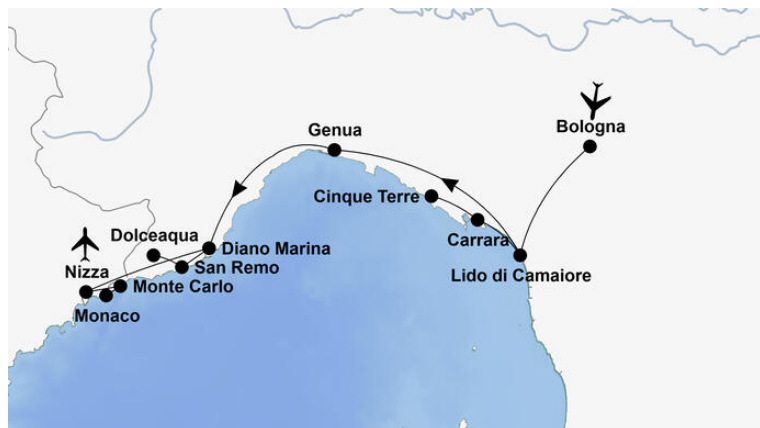 Bologna
Genua
Cinque Terre
Carrara
Lido di Camaiore
Dolceaqua
Diano Marina
San Remo
Nizza
Monte Carlo
Monaco